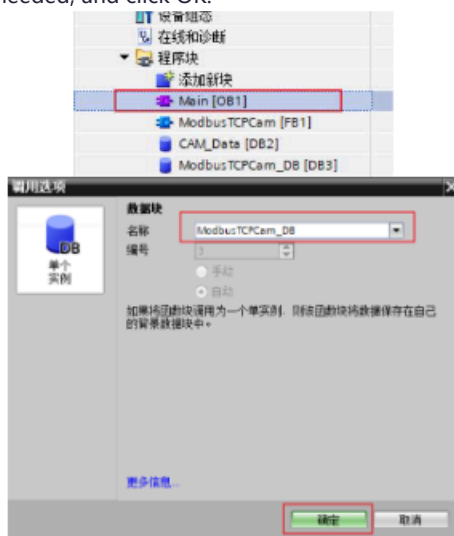 needed, and click OK.
设备组态
在线和诊断
程序块
添加新块
Main [OB1]
ModbusTCPCam [FB1]
CAM_Data [DB2]
ModbusTCPCam_DB [DB3]
调用选项
X
数据块
名称 ModbusTCPCam_DB
编号 3
手动
自动
DB
单个
实例
如果将函数块调用为一个单实例，则该函数块将数据保存在自己
的背景数据块中。
更多信息...
确定 取消